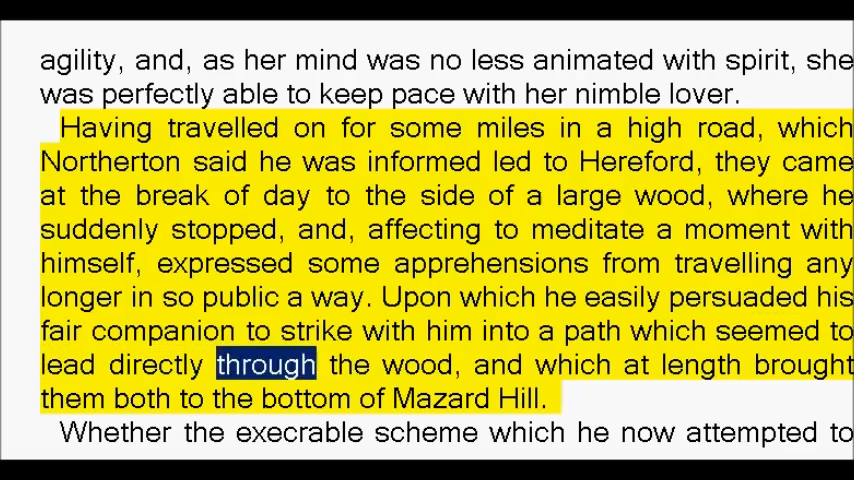 agility, and, as her mind was no less animated with spirit, she
was perfectly able to keep pace with her nimble lover.
Having travelled on for some miles in a high road, which
Northerton said he was informed led to Hereford, they came
at the break of day to the side of a large wood, where he
suddenly stopped, and, affecting to meditate a moment with
himself, expressed some apprehensions from travelling any
longer in so public a way. Upon which he easily persuaded his
fair companion to strike with him into a path which seemed to
lead directly through the wood, and which at length brought
them both to the bottom of Mazard Hill.
Whether the execrable scheme which he now attempted to